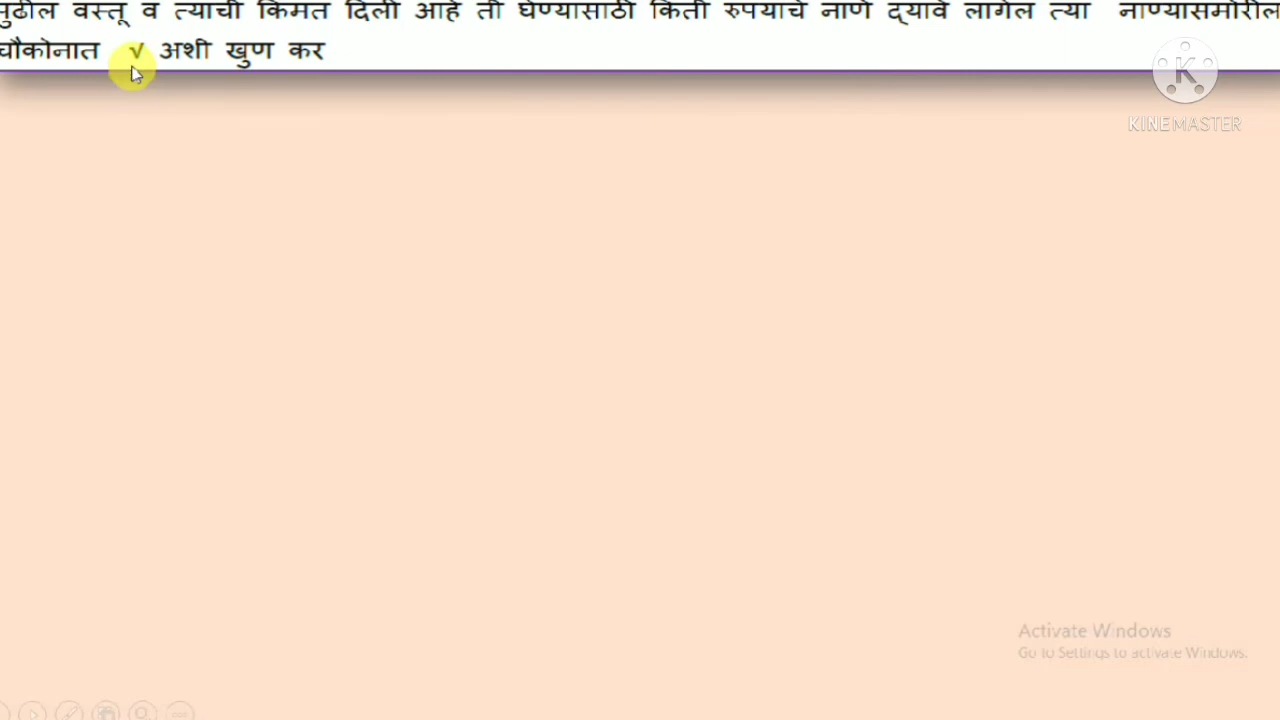 पुढील वस्तू व त्याची किंमत दिली आहे ती घेण्यासाठी किती रुपयाचे नाणे द्यावे लागेल त्या नाण्यासमोरील
चौकोनात √ अशी खुण कर
K
KINEMASTER
Activate Windows
Go to Settings to activate Windows.